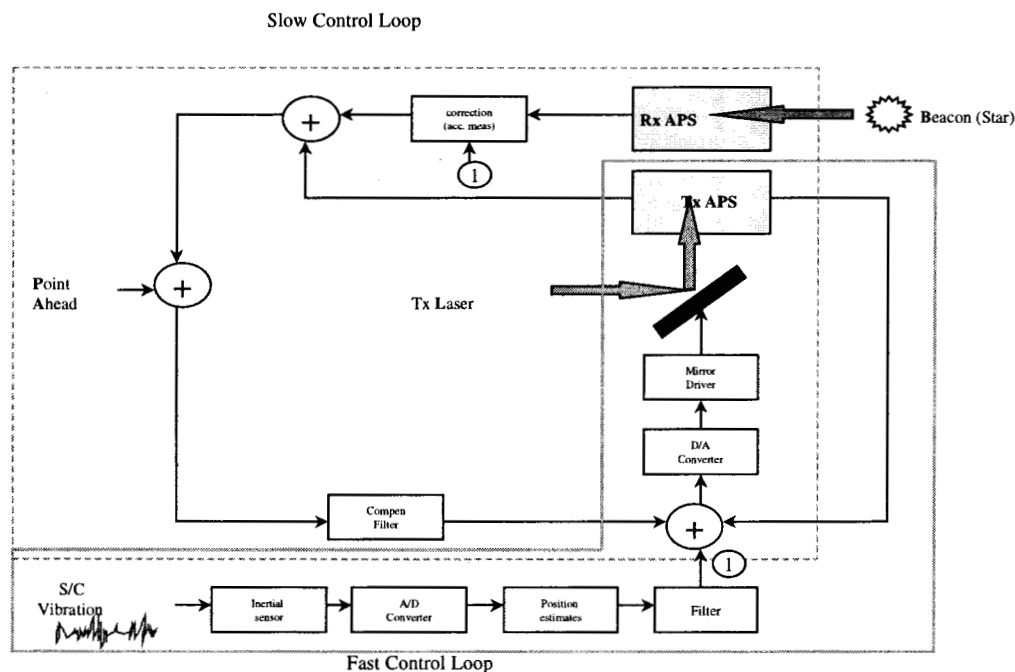 Slow Control Loop
correction
(acc. meas)
Rx APS
Beacon (Star)
+
1
Tx APS
Point
Ahead
+
Tx Laser
Mirror
Driver
D/A
Converter
Compen
Filter
+
1
S/C
Vibration
Inertial
sensor
A/D
Converter
Position
estimates
Filter
Fast Control Loop